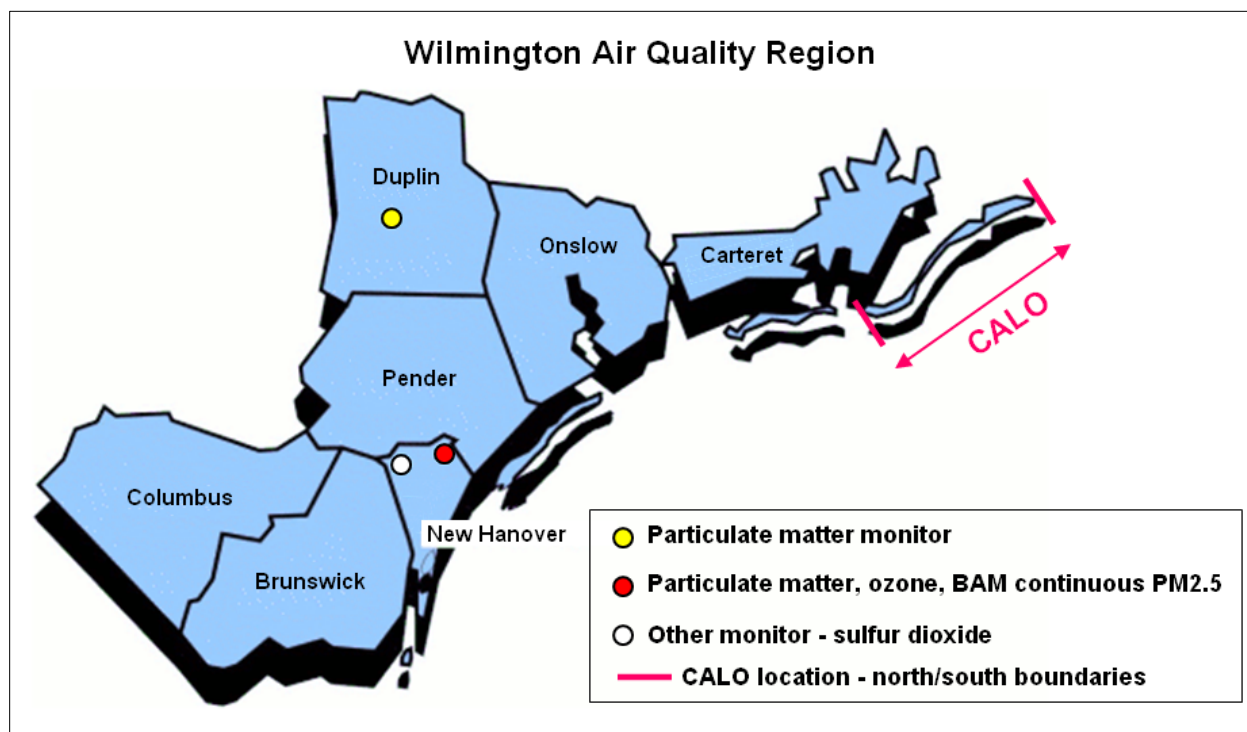 Wilmington Air Quality Region
Duplin
Onslow
Carteret
CALO
Pender
Columbus
New Hanover
Brunswick
Particulate matter monitor
Particulate matter, ozone, BAM continuous PM2.5
Other monitor - sulfur dioxide
CALO location - north/south boundaries